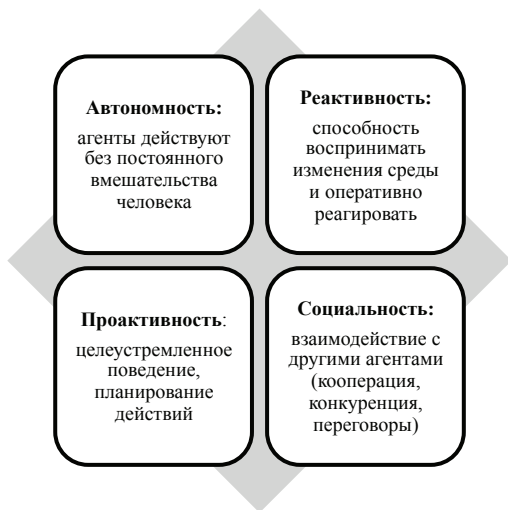 Автономность:
агенты действуют
без постоянного
вмешательства
человека
Реактивность:
способность
воспринимать
изменения среды
и оперативно
реагировать
Проактивность:
целеустремленное
поведение,
планирование
действий
Социальность:
взаимодействие с
другими агентами
(кооперация,
конкуренция,
переговоры)